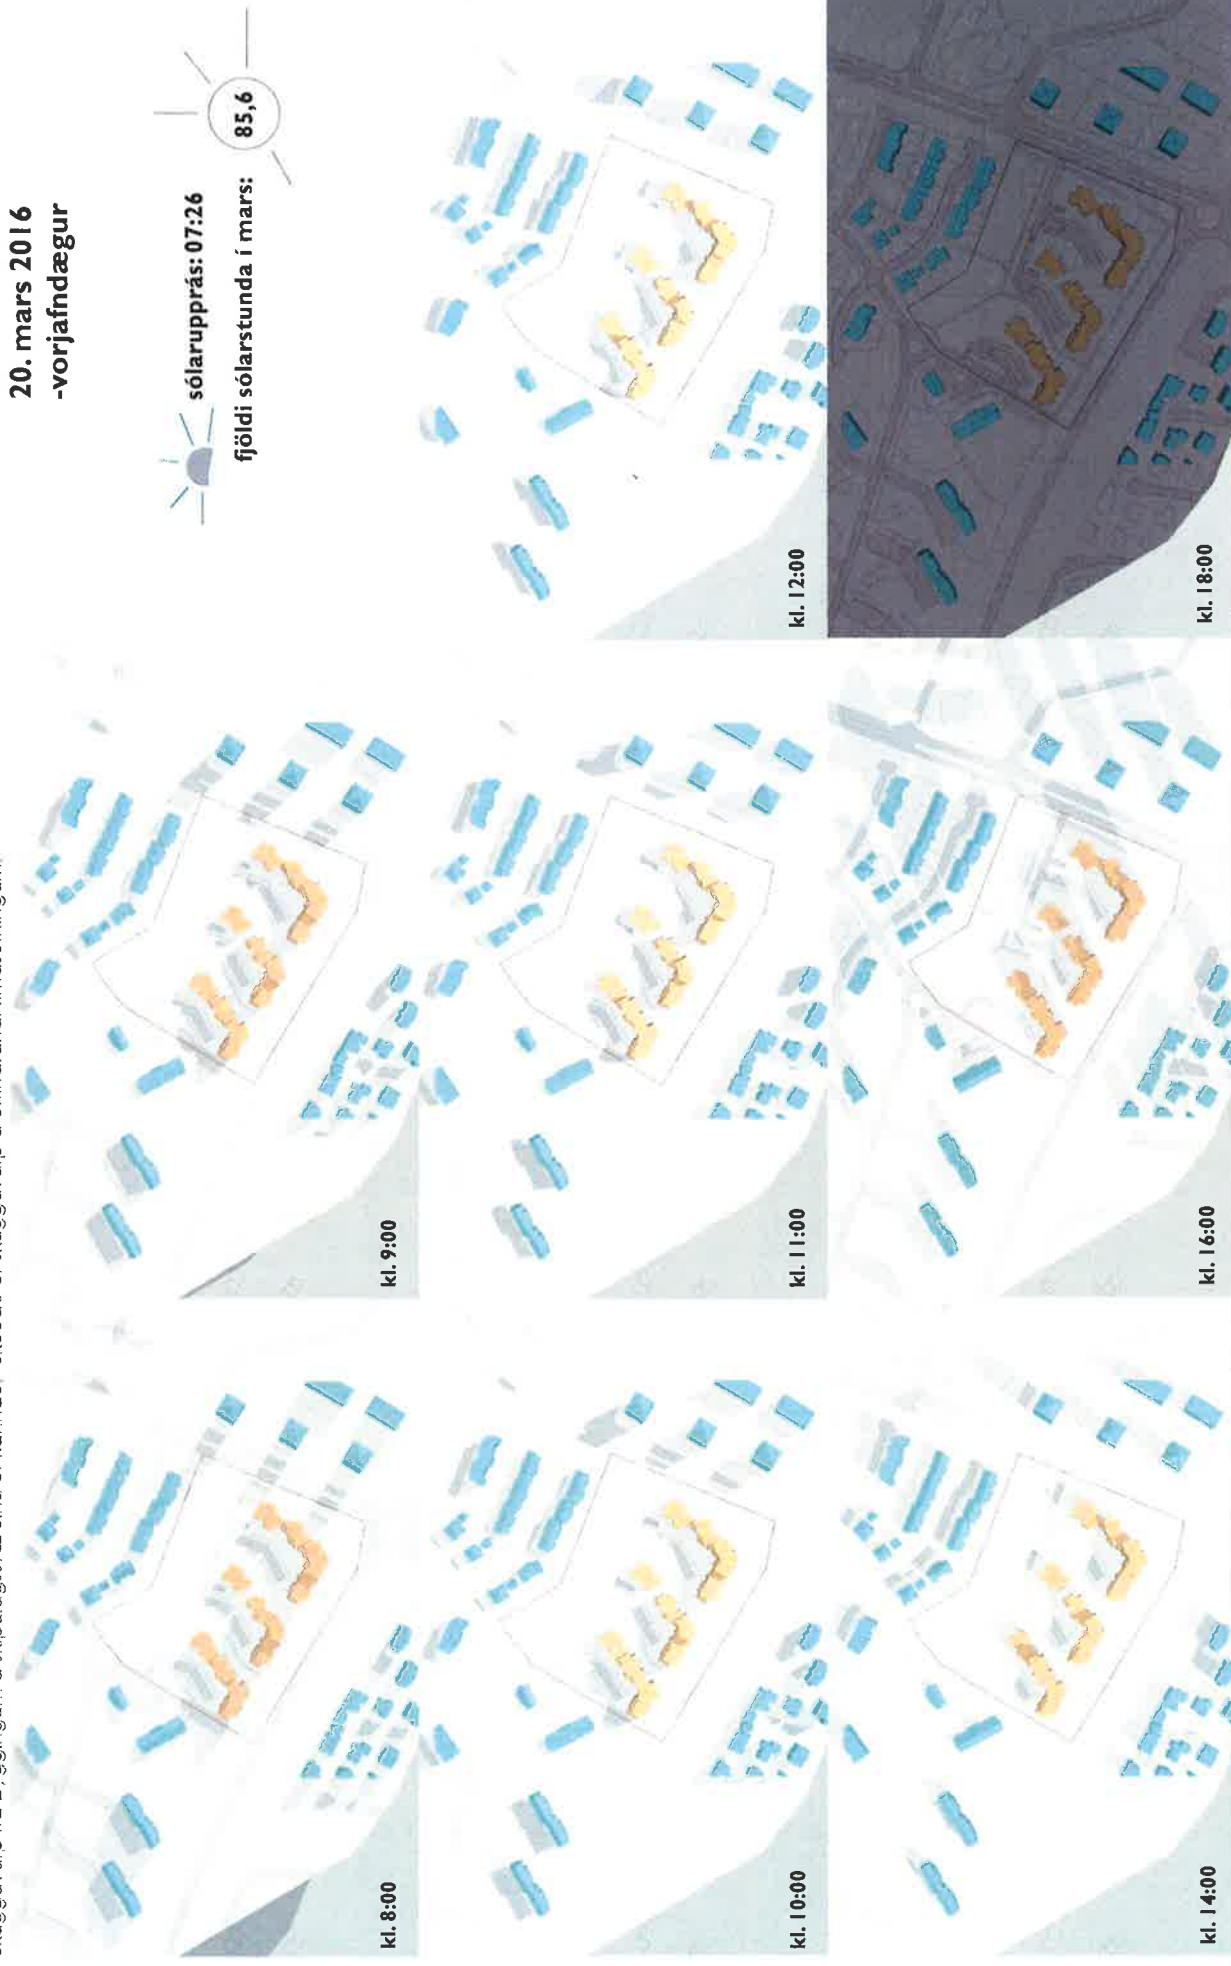 20. mars 2016
-vorjafndægur
sólarupprás: 07:26
fjöldi sólarstunda í mars: 85,6
kl. 8:00
kl. 9:00
kl. 10:00
kl. 11:00
kl. 12:00
kl. 14:00
kl. 16:00
kl. 18:00